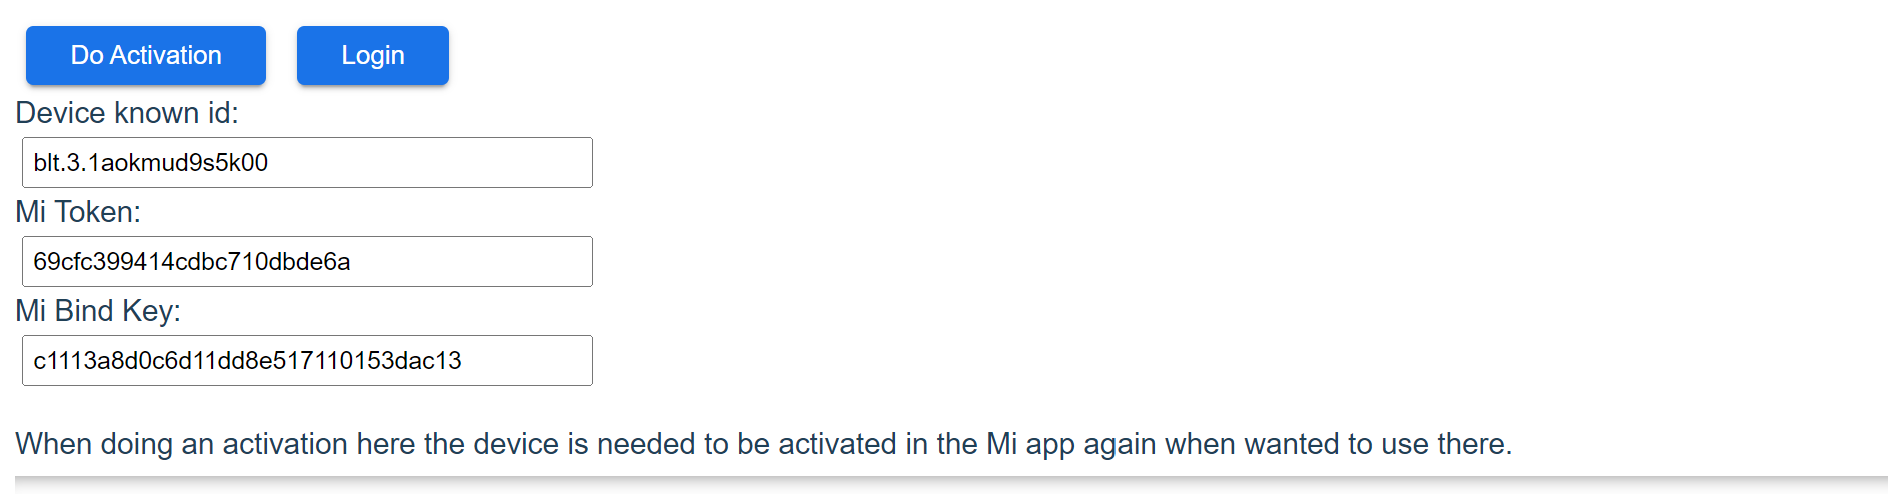 Do Activation Login
Device known id:
blt.3.1aokmud9s5k00
Mi Token:
69cfc399414cdbc710dbde6a
Mi Bind Key:
c1113a8d0c6d11dd8e517110153dac13
When doing an activation here the device is needed to be activated in the Mi app again when wanted to use there.